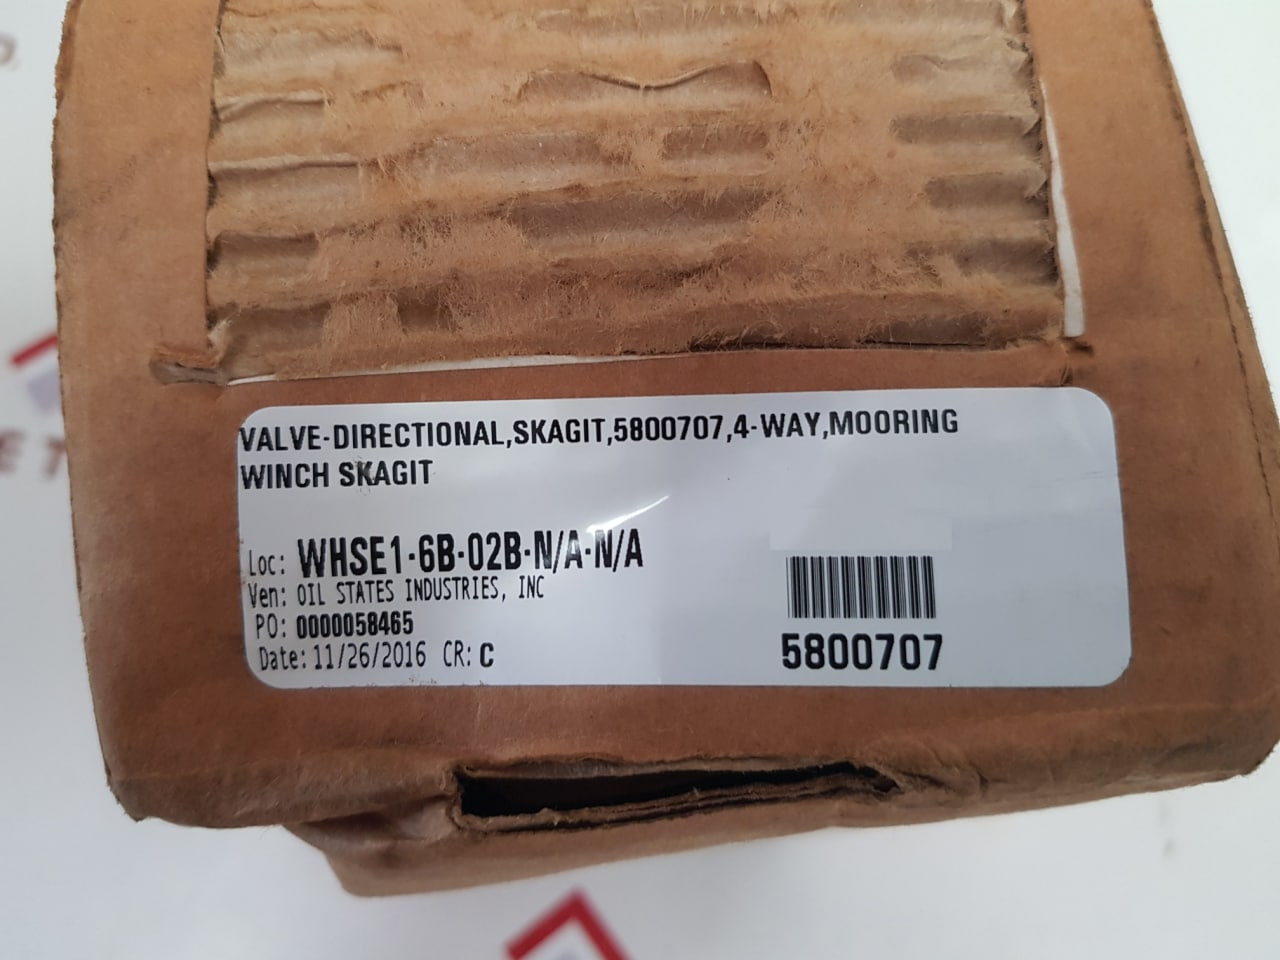 VALVE-DIRECTIONAL,SKAGIT,5800707,4-WAY,MOORING
WINCH SKAGIT
Loc: WHSE1-6B-02B-N/A-N/A
Ven: OIL STATES INDUSTRIES, INC
PO: 0000058465
Date: 11/26/2016 CR: C
5800707